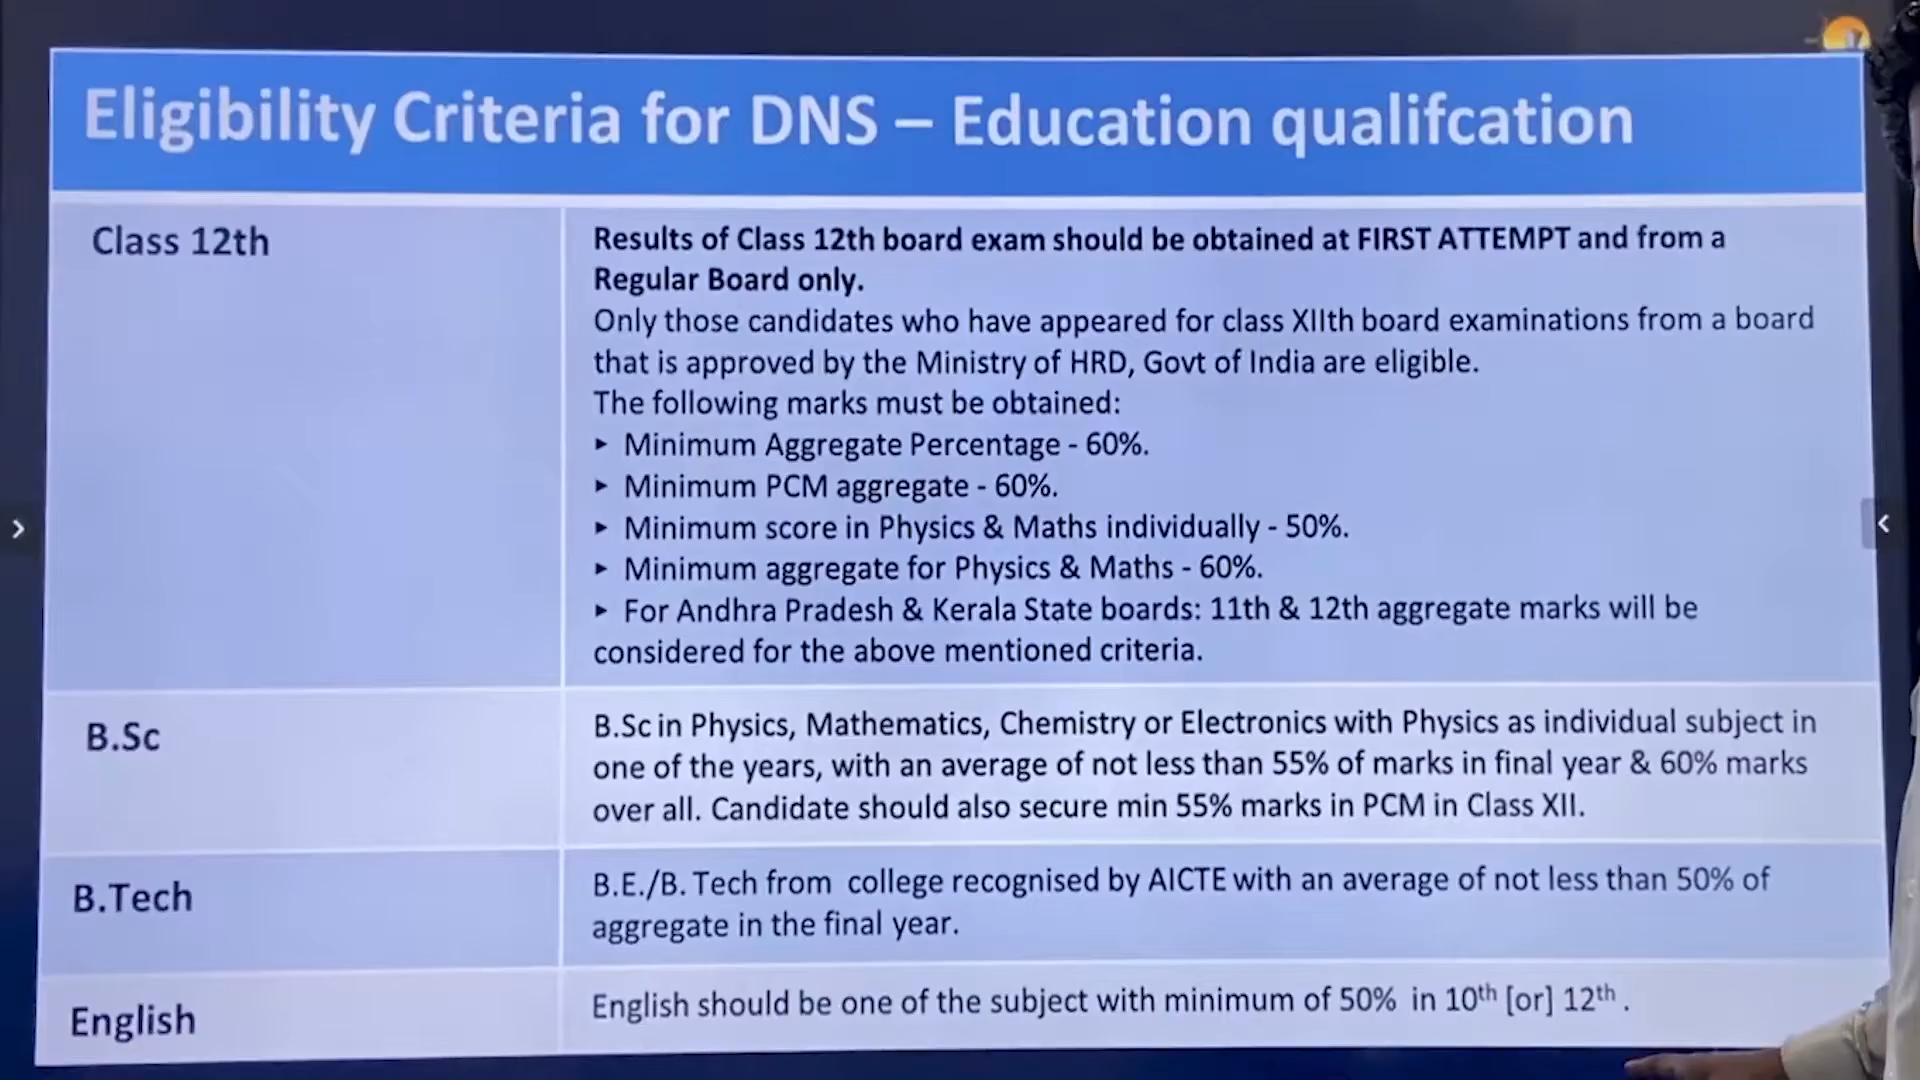 Eligibility Criteria for DNS – Education qualifcation
Class 12th
Results of Class 12th board exam should be obtained at FIRST ATTEMPT and from a
Regular Board only.
Only those candidates who have appeared for class XIIth board examinations from a board
that is approved by the Ministry of HRD, Govt of India are eligible.
The following marks must be obtained:
► Minimum Aggregate Percentage - 60%.
► Minimum PCM aggregate - 60%.
► Minimum score in Physics & Maths individually - 50%.
► Minimum aggregate for Physics & Maths - 60%.
► For Andhra Pradesh & Kerala State boards: 11th & 12th aggregate marks will be
considered for the above mentioned criteria.
B.Sc
B.Sc in Physics, Mathematics, Chemistry or Electronics with Physics as individual subject in
one of the years, with an average of not less than 55% of marks in final year & 60% marks
over all. Candidate should also secure min 55% marks in PCM in Class XII.
B.Tech
B.E./B. Tech from college recognised by AICTE with an average of not less than 50% of
aggregate in the final year.
English
English should be one of the subject with minimum of 50% in 10th [or] 12th .